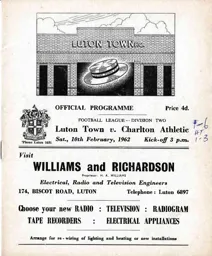 LUTON TOWN F.C.
OFFICIAL PROGRAMME Price 4d.
FOOTBALL LEAGUE—DIVISION TWO
Luton Town v. Charlton Athletic
Sat., 10th February, 1962 Kick-off 3 p.m.
Visit
WILLIAMS and RICHARDSON
Proprietor: H. A. WILLIAMS
Electrical, Radio and Television Engineers
174, BISCOT ROAD, LUTON Telephone: Luton 6897
Choose your new RADIO : TELEVISION : RADIOGRAM
TAPE RECORDERS : ELECTRICAL APPLIANCES
Arrange for re-wiring of lighting and heating or new installations